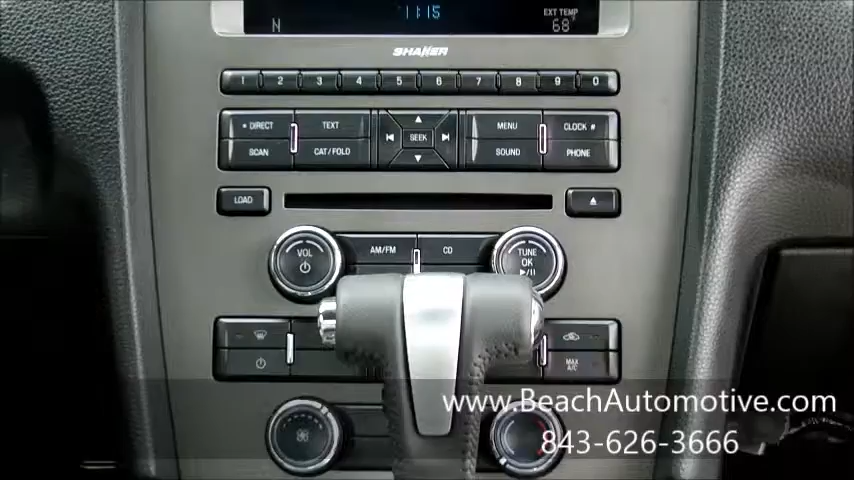 11:15
EXT TEMP
N
68°
SHAKER
1 2 3 4 5 6 7 8 9 0
* DIRECT TEXT SEEK MENU CLOCK #
SCAN CAT/FOLD SOUND PHONE
LOAD
VOL AM/FM CD TUNE
OK
MAX
A/C
www.BeachAutomotive.com
843-626-3666